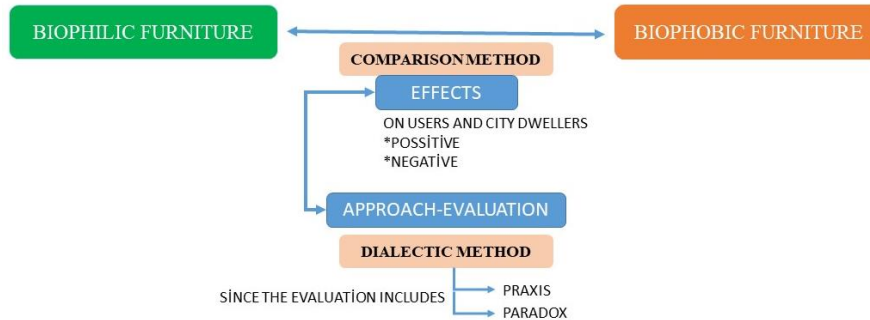 BIOPHILIC FURNITURE
BIOPHOBIC FURNITURE
COMPARISON METHOD
EFFECTS
ON USERS AND CITY DWELLERS
*POSSİTİVE
*NEGATİVE
APPROACH-EVALUATION
DIALECTIC METHOD
SİNCE THE EVALUATİON INCLUDES
PRAXIS
PARADOX